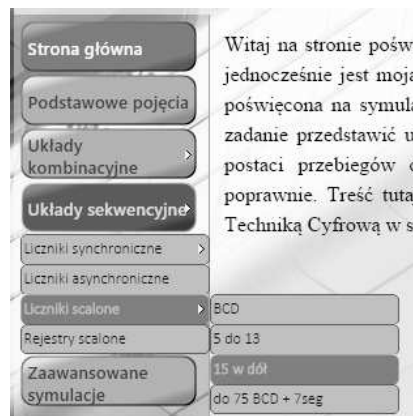 Strona główna
Podstawowe pojęcia
Układy
kombinacyjne
Układy sekwencyjne
Liczniki synchroniczne
Liczniki asynchroniczne
Liczniki scalone
Rejestry scalone
Zaawansowane
symulacje
BCD
5 do 13
15 w dół
do 75 BCD + 7seg
Witaj na stronie pośw
jednocześnie jest moja
poświęcona na symula
zadanie przedstawić u
postaci przebiegów
poprawnie. Treść tuta
Techniką Cyfrową w s